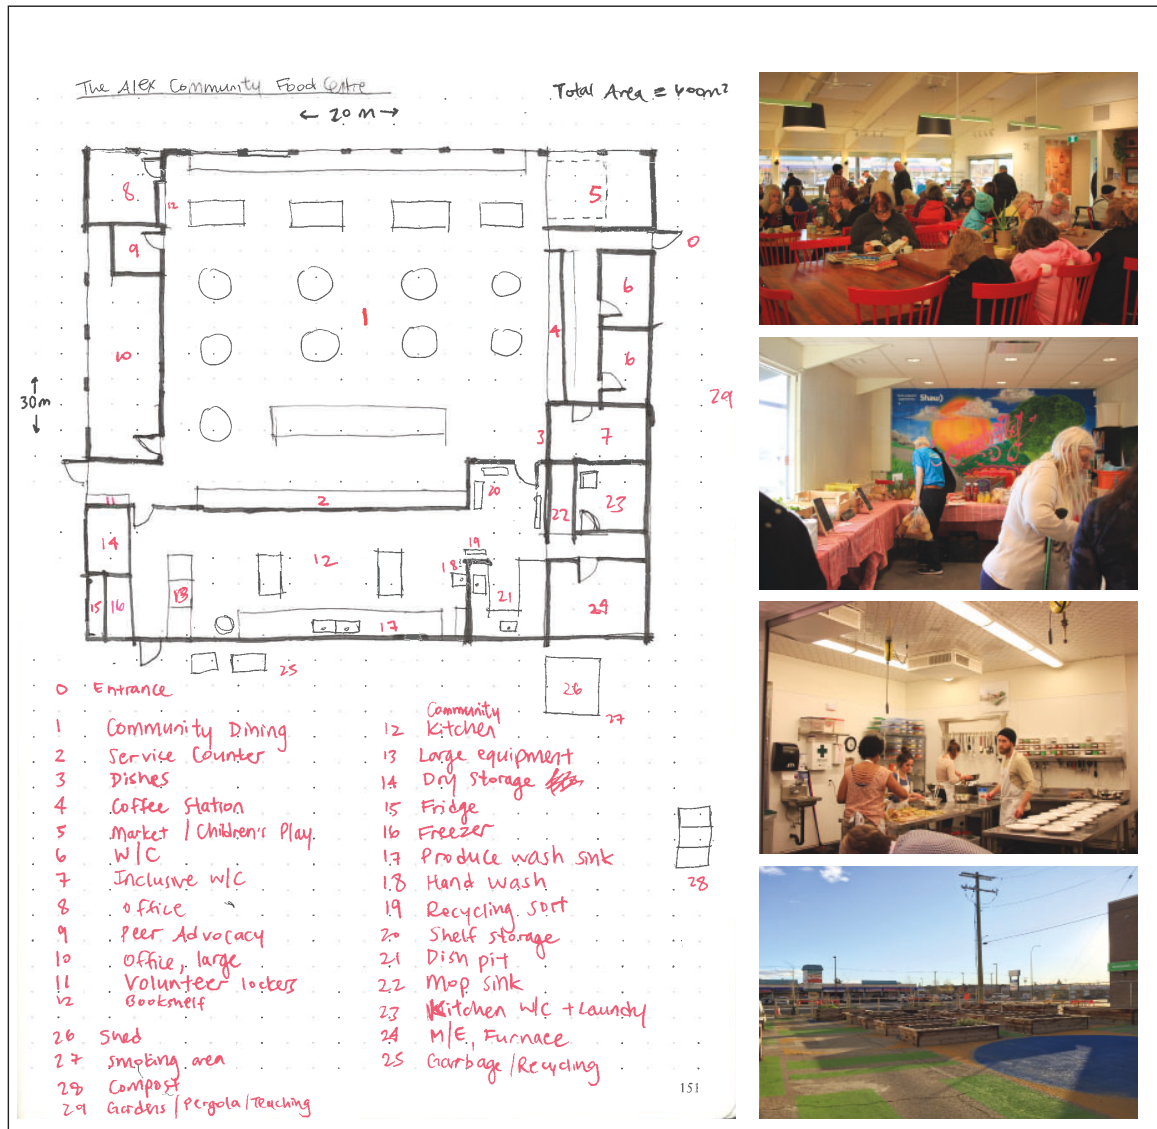 The Alex Community Food Centre
Total Area = 400m²
← 20 m →
8
12
5
0
9
6
1
4
10
6
30m
29
3
7
20
11
2
22
23
14
12
19
18
13
15
16
17
21
24
25
26
27
28
0 Entrance
1 Community Dining
2 Service Counter
3 Dishes
4 Coffee Station
5 Market / Children's Play
6 W/C
7 Inclusive W/C
8 office
9 Peer Advocacy
10 office, large
11 Volunteer lockers
12 Bookshelf
26 Shed
27 Smoking area
28 Compost
29 Gardens / Pergola / Teaching
12 Community Kitchen
13 Large equipment
14 Dry Storage
15 Fridge
16 Freezer
17 Produce wash sink
18 Hand wash
19 Recycling sort
20 Shelf storage
21 Dish pit
22 Mop sink
23 Kitchen W/C + Laundry
24 M/E, Furnace
25 Garbage / Recycling
151
Shaw)